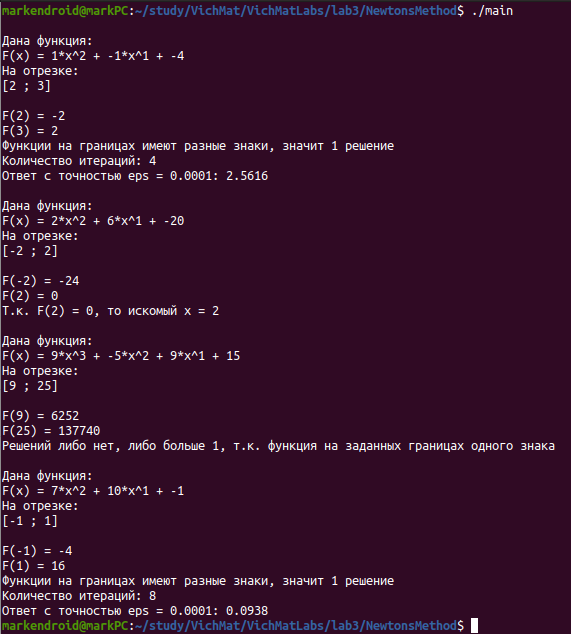 markendroid@markPC:~/study/VichMat/VichMatLabs/lab3/NewtonsMethod$ ./main
Дана функция:
F(x) = 1*x^2 + -1*x^1 + -4
На отрезке:
[2 ; 3]
F(2) = -2
F(3) = 2
Функции на границах имеют разные знаки, значит 1 решение
Количество итераций: 4
Ответ с точностью eps = 0.0001: 2.5616
Дана функция:
F(x) = 2*x^2 + 6*x^1 + -20
На отрезке:
[-2 ; 2]
F(-2) = -24
F(2) = 0
Т.к. F(2) = 0, то искомый x = 2
Дана функция:
F(x) = 9*x^3 + -5*x^2 + 9*x^1 + 15
На отрезке:
[9 ; 25]
F(9) = 6252
F(25) = 137740
Решений либо нет, либо больше 1, т.к. функция на заданных границах одного знака
Дана функция:
F(x) = 7*x^2 + 10*x^1 + -1
На отрезке:
[-1 ; 1]
F(-1) = -4
F(1) = 16
Функции на границах имеют разные знаки, значит 1 решение
Количество итераций: 8
Ответ с точностью eps = 0.0001: 0.0938
markendroid@markPC:~/study/VichMat/VichMatLabs/lab3/NewtonsMethod$